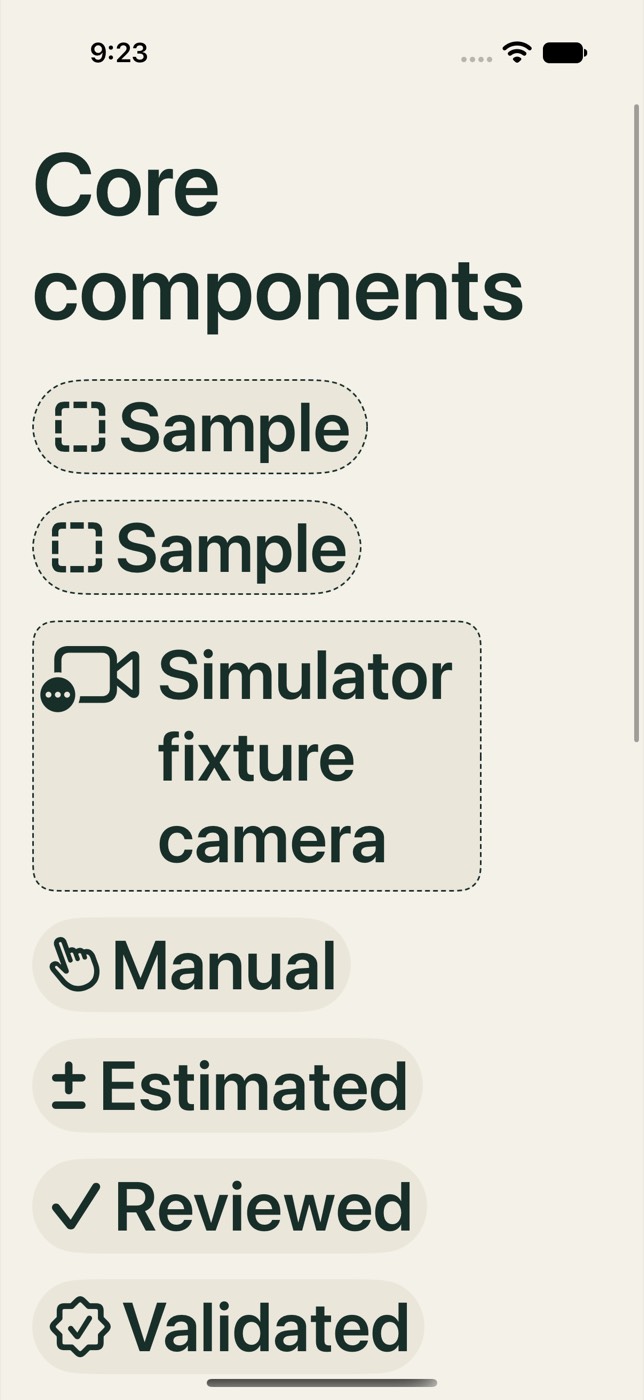 9:23
Core
components
Sample
Sample
Simulator
fixture
camera
Manual
Estimated
Reviewed
Validated